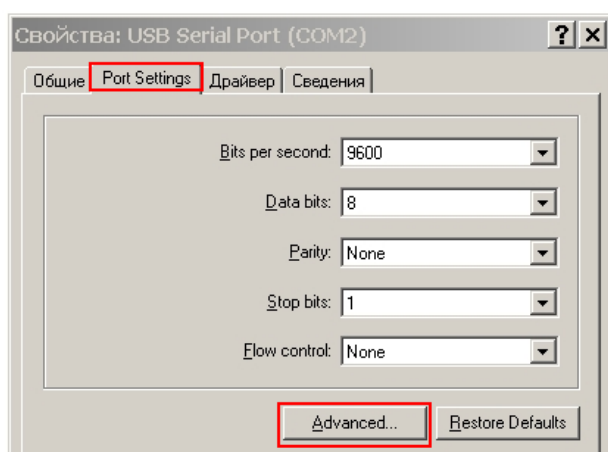 Свойства: USB Serial Port (COM2)
Общие Port Settings Драйвер Сведения
Bits per second: 9600
Data bits: 8
Parity: None
Stop bits: 1
Flow control: None
Advanced... Restore Defaults